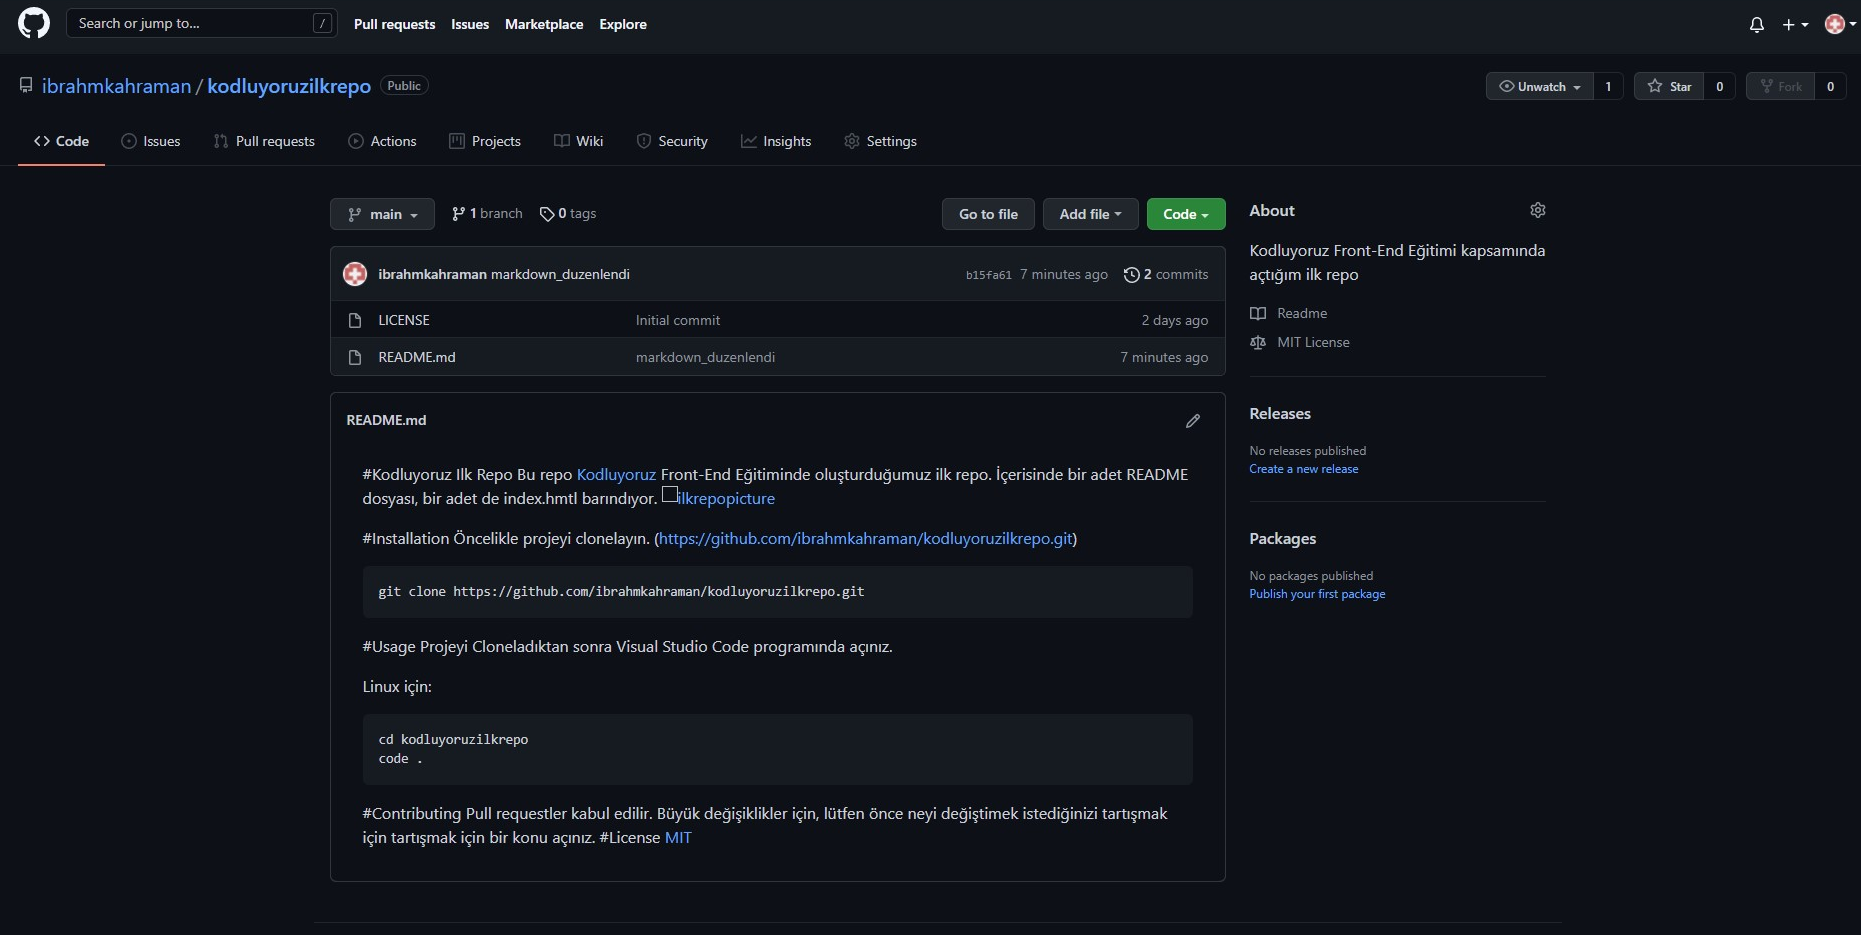 Search or jump to...
/
Pull requests
Issues
Marketplace
Explore
ibrahmkahraman / kodluyoruzilkrepo
Public
Unwatch
1
Star
0
Fork
0
Code
Issues
Pull requests
Actions
Projects
Wiki
Security
Insights
Settings
main
1 branch
0 tags
Go to file
Add file
Code
ibrahmkahraman markdown_duzenlendi
b15fa61 7 minutes ago
2 commits
LICENSE
Initial commit
2 days ago
README.md
markdown_duzenlendi
7 minutes ago
README.md
#Kodluyoruz Ilk Repo Bu repo Kodluyoruz Front-End Eğitiminde oluşturduğumuz ilk repo. İçerisinde bir adet README
dosyası, bir adet de index.hmtl barındıyor. ilkrepopicture
#Installation Öncelikle projeyi clonelayın. (https://github.com/ibrahmkahraman/kodluyoruzilkrepo.git)
git clone https://github.com/ibrahmkahraman/kodluyoruzilkrepo.git
#Usage Projeyi Cloneladıktan sonra Visual Studio Code programında açınız.
Linux için:
cd kodluyoruzilkrepo
code .
#Contributing Pull requestler kabul edilir. Büyük değişiklikler için, lütfen önce neyi değiştimek istediğinizi tartışmak
için tartışmak için bir konu açınız. #License MIT
About
Kodluyoruz Front-End Eğitimi kapsamında
açtığım ilk repo
Readme
MIT License
Releases
No releases published
Create a new release
Packages
No packages published
Publish your first package